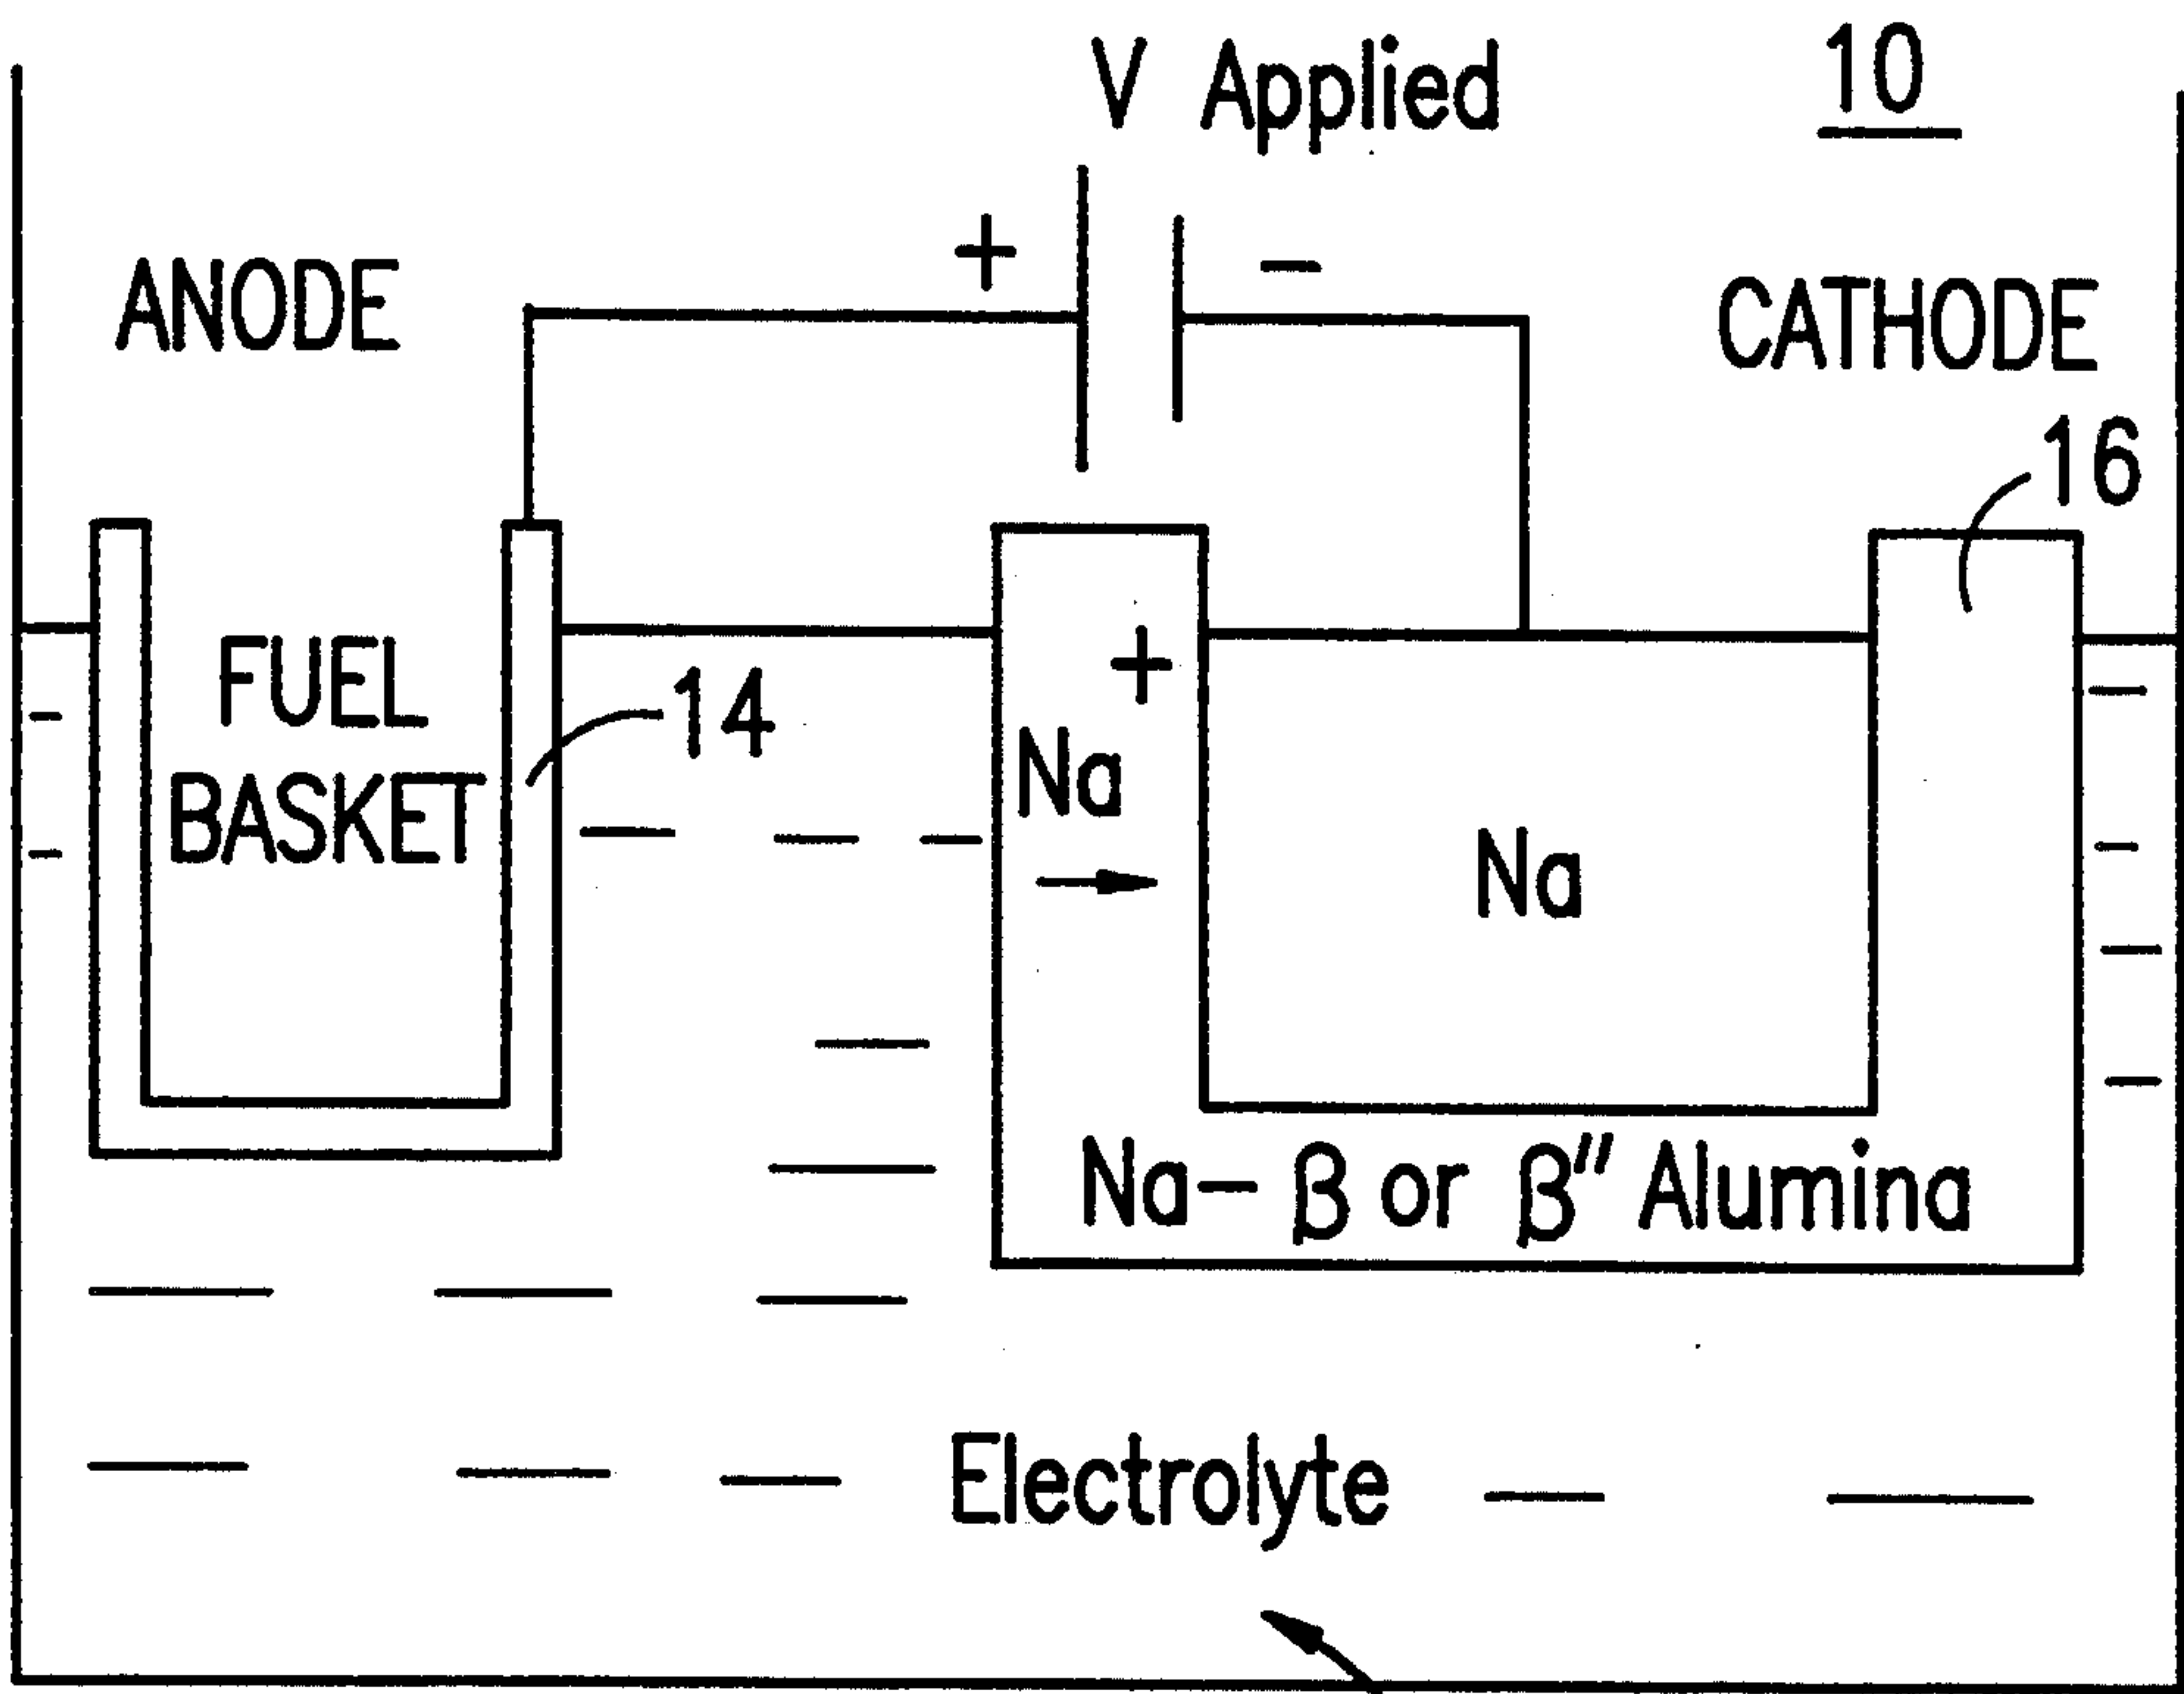 V Applied
10
+
-
ANODE
CATHODE
16
FUEL
BASKET
14
+
Na
Na
Na- β or β" Alumina
Electrolyte